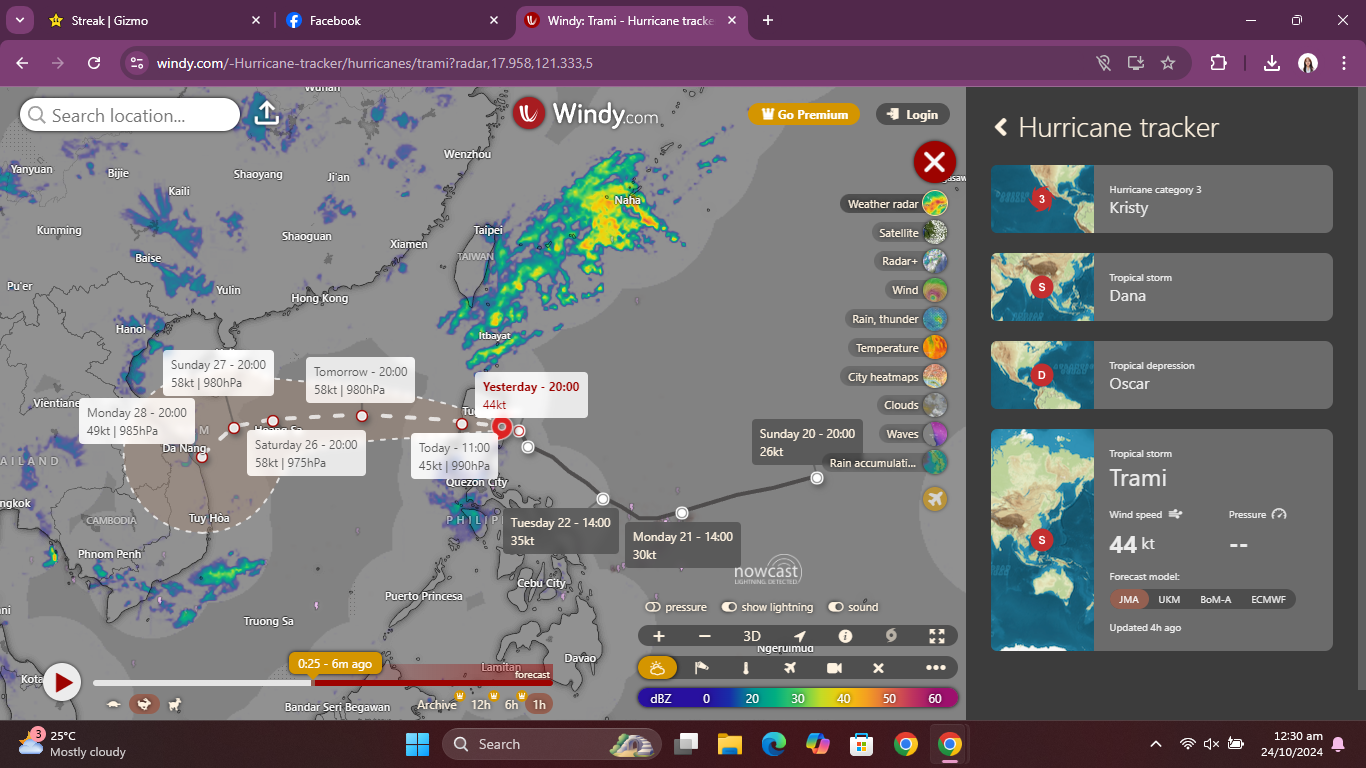 Streak | Gizmo
Facebook
Windy: Trami - Hurricane tracke
windy.com/-Hurricane-tracker/hurricanes/trami?radar,17.958,121.333,5
Search location...
Windy.com
Go Premium
Login
Wuhan
Wenzhou
Yanyuan
Bijie
Shaoyang
Ji'an
Kaili
Naha
Kunming
Shaoguan
Xiamen
Taipei
Baise
TAIWAN
Pu'er
Yulin
Hong Kong
Hanoi
Itbayat
Vientiane
Da Nang
Quezon City
CAMBODIA
Tuy Hòa
Phnom Penh
Cebu City
Puerto Princesa
Truong Sa
Davao
Ngerulmud
Lamitan
Bandar Seri Begawan
Weather radar
Satellite
Radar+
Wind
Rain, thunder
Temperature
City heatmaps
Clouds
Waves
Rain accumulati...
Sunday 27 - 20:00
58kt | 980hPa
Tomorrow - 20:00
58kt | 980hPa
Yesterday - 20:00
44kt
Monday 28 - 20:00
49kt | 985hPa
Saturday 26 - 20:00
58kt | 975hPa
Today - 11:00
45kt | 990hPa
Sunday 20 - 20:00
26kt
Tuesday 22 - 14:00
35kt
Monday 21 - 14:00
30kt
nowcast
LIGHTNING DETECTED
pressure
show lightning
sound
3D
0:25 - 6m ago
forecast
Archive
12h
6h
1h
dBZ 0 20 30 40 50 60
Hurricane tracker
3
Hurricane category 3
Kristy
S
Tropical storm
Dana
D
Tropical depression
Oscar
S
Tropical storm
Trami
Wind speed
Pressure
44 kt
--
Forecast model:
JMA UKM BoM-A ECMWF
Updated 4h ago
3
25°C
Mostly cloudy
Search
12:30 am
24/10/2024